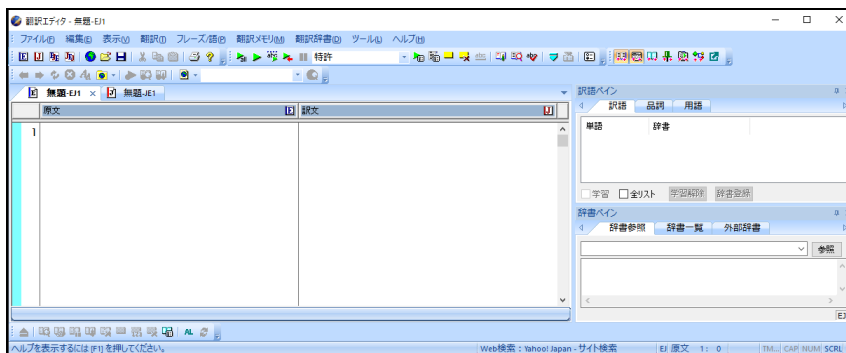 翻訳エディタ - 無題-EJ1
ファイル(F) 編集(E) 表示(V) 翻訳(T) フレーズ/語(P) 翻訳メモリ(M) 翻訳辞書(D) ツール(L) ヘルプ(H)
特許
無題-EJ1 × 無題-JE1
原文 E 訳文 J
1
訳語ペイン
訳語 品詞 用語
単語 辞書
学習 全リスト 学習解除 辞書登録
辞書ペイン
辞書参照 辞書一覧 外部辞書
参照
EJ
AL
ヘルプを表示するには [F1] を押してください。 Web検索 : Yahoo! Japan - サイト検索 EJ 原文 1: 0 TM... CAP NUM SCRL